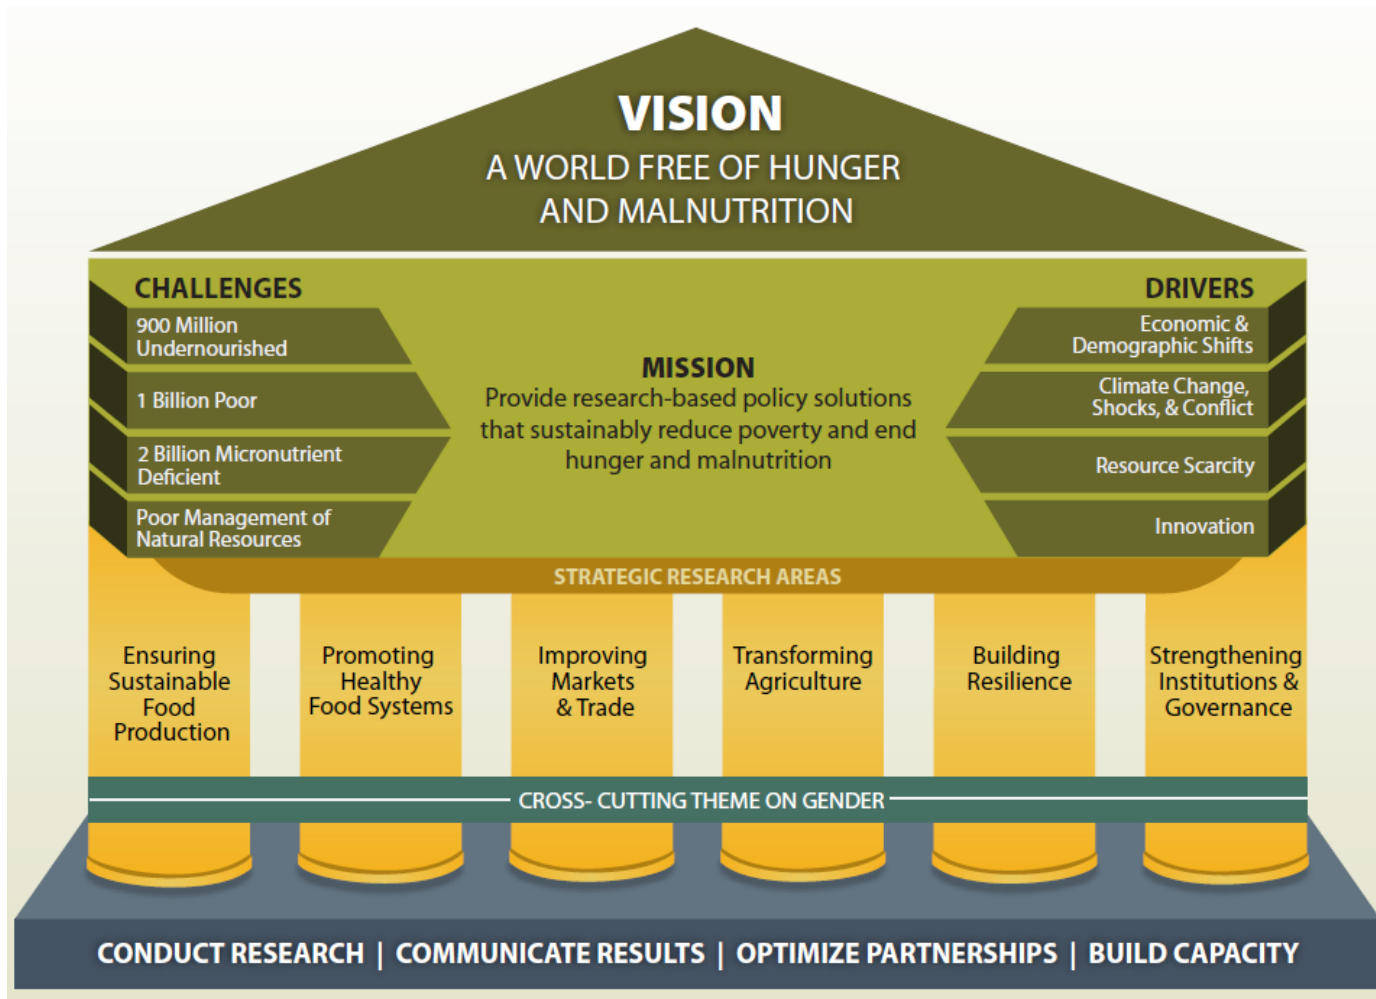 VISION
A WORLD FREE OF HUNGER
AND MALNUTRITION
CHALLENGES
900 Million
Undernourished
1 Billion Poor
2 Billion Micronutrient
Deficient
Poor Management of
Natural Resources
MISSION
Provide research-based policy solutions
that sustainably reduce poverty and end
hunger and malnutrition
DRIVERS
Economic &
Demographic Shifts
Climate Change,
Shocks, & Conflict
Resource Scarcity
Innovation
STRATEGIC RESEARCH AREAS
Ensuring
Sustainable
Food
Production
Promoting
Healthy
Food Systems
Improving
Markets
& Trade
Transforming
Agriculture
Building
Resilience
Strengthening
Institutions &
Governance
CROSS- CUTTING THEME ON GENDER
CONDUCT RESEARCH | COMMUNICATE RESULTS | OPTIMIZE PARTNERSHIPS | BUILD CAPACITY